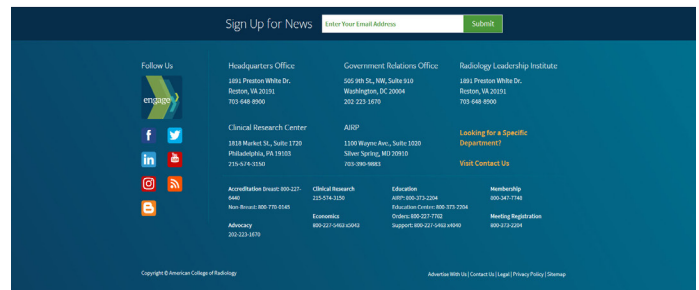 Sign Up for News
Enter Your Email Address
Submit
Follow Us
engage
Headquarters Office
1891 Preston White Dr.
Reston, VA 20191
703-648-8900
Government Relations Office
505 9th St., NW, Suite 910
Washington, DC 20004
202-223-1670
Radiology Leadership Institute
1891 Preston White Dr.
Reston, VA 20191
703-648-8900
Clinical Research Center
1818 Market St., Suite 1720
Philadelphia, PA 19103
215-574-3150
AIRP
1100 Wayne Ave., Suite 1020
Silver Spring, MD 20910
703-390-9883
Looking for a Specific
Department?
Visit Contact Us
Accreditation Breast: 800-227-
6440
Non-Breast: 800-770-0145
Advocacy
202-223-1670
Clinical Research
215-574-3150
Economics
800-227-5463 x5043
Education
AIRP: 800-373-2204
Education Center: 800-373-2204
Orders: 800-227-7762
Support: 800-227-5463 x4040
Membership
800-347-7748
Meeting Registration
800-373-2204
Copyright © American College of Radiology
Advertise With Us | Contact Us | Legal | Privacy Policy | Sitemap